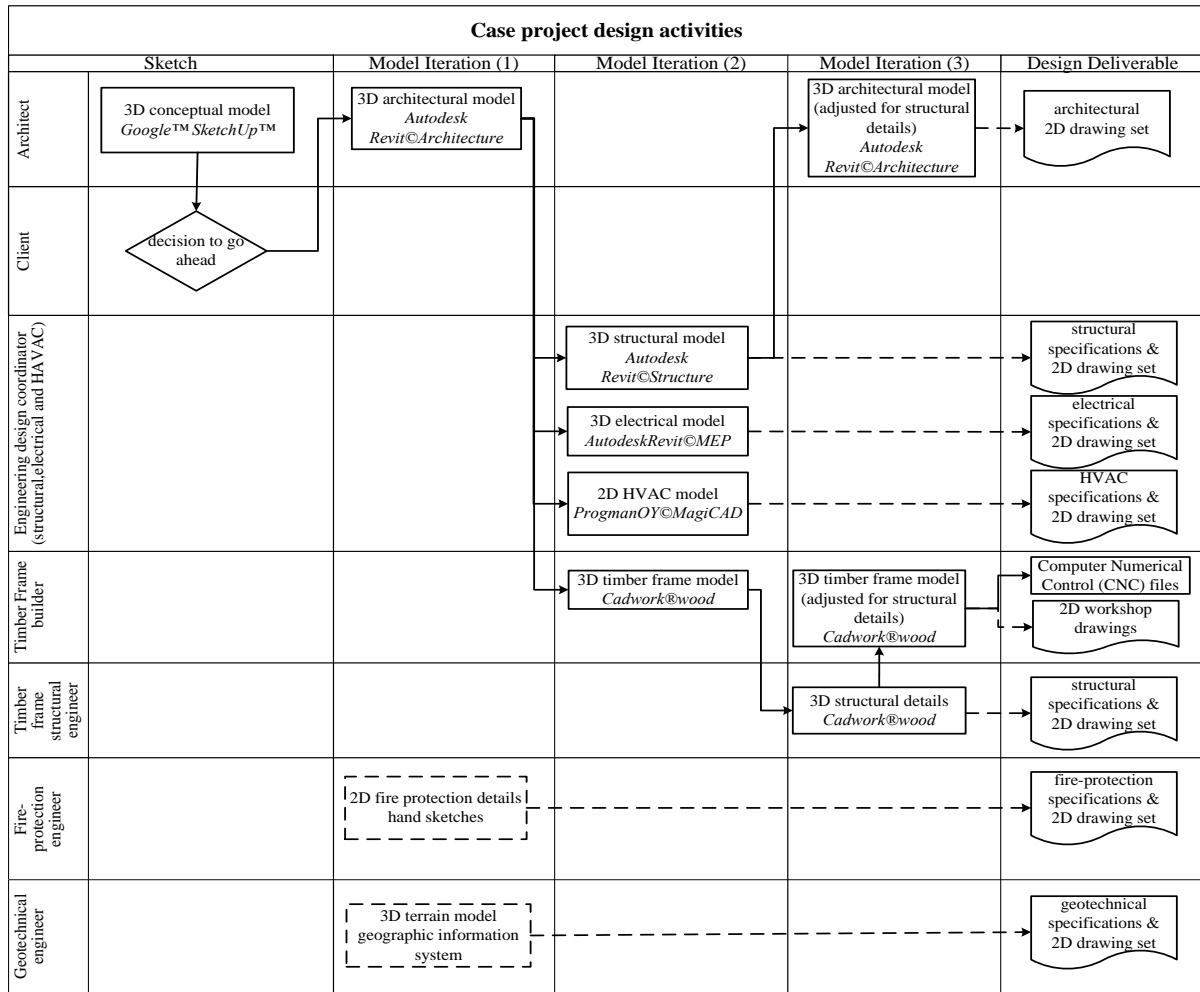 Case project design activities
Sketch
Model Iteration (1)
Model Iteration (2)
Model Iteration (3)
Design Deliverable
Architect
3D conceptual model
Google™ SketchUp™
3D architectural model
Autodesk
Revit©Architecture
3D architectural model
(adjusted for structural
details)
Autodesk
Revit©Architecture
architectural
2D drawing set
Client
decision to go
ahead
Engineering design coordinator
(structural,electrical and HAVAC)
3D structural model
Autodesk
Revit©Structure
structural
specifications &
2D drawing set
3D electrical model
AutodeskRevit©MEP
electrical
specifications &
2D drawing set
2D HVAC model
ProgmanOY©MagiCAD
HVAC
specifications &
2D drawing set
Timber Frame
builder
3D timber frame model
Cadwork®wood
3D timber frame model
(adjusted for structural
details)
Cadwork®wood
Computer Numerical
Control (CNC) files
2D workshop
drawings
Timber
frame
structural
engineer
3D structural details
Cadwork®wood
structural
specifications &
2D drawing set
Fire-
protection
engineer
2D fire protection details
hand sketches
fire-protection
specifications &
2D drawing set
Geotechnical
engineer
3D terrain model
geographic information
system
geotechnical
specifications &
2D drawing set